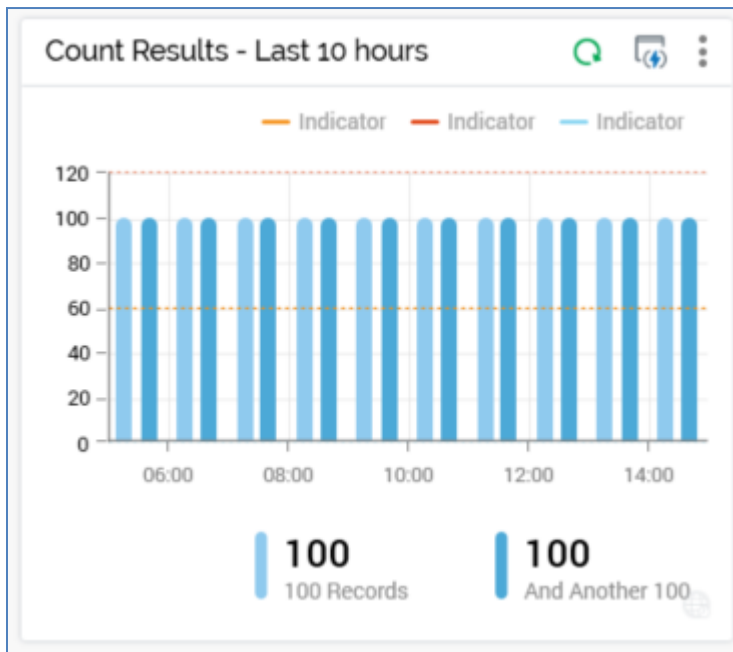 Count Results - Last 10 hours
Indicator Indicator Indicator
120
100
80
60
40
20
0
06:00 08:00 10:00 12:00 14:00
100 100
100 Records And Another 100